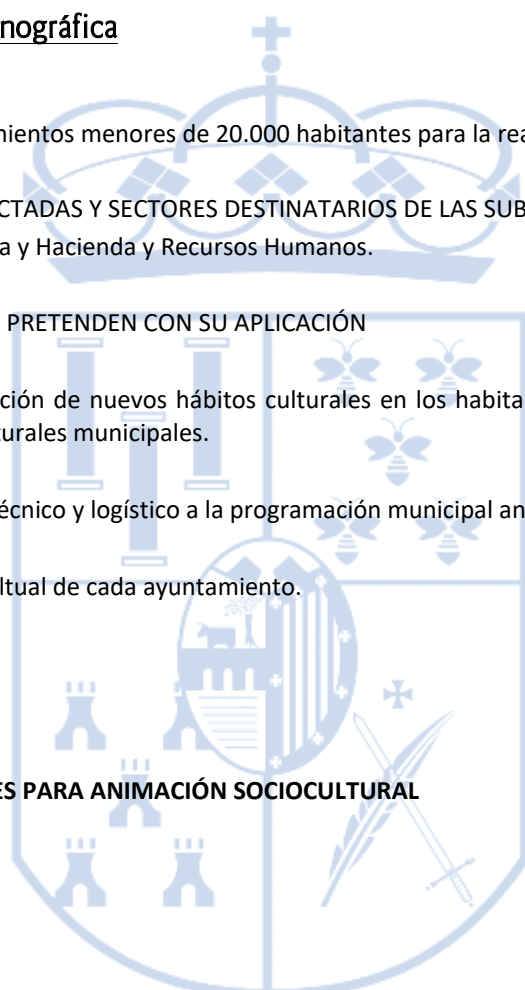 nográfica
mientos menores de 20.000 habitantes para la rea
CTADAS Y SECTORES DESTINATARIOS DE LAS SUB
a y Hacienda y Recursos Humanos.
PRETENDEN CON SU APLICACIÓN
ción de nuevos hábitos culturales en los habita
turales municipales.
écnico y logístico a la programación municipal an
ltual de cada ayuntamiento.
ES PARA ANIMACIÓN SOCIOCULTURAL